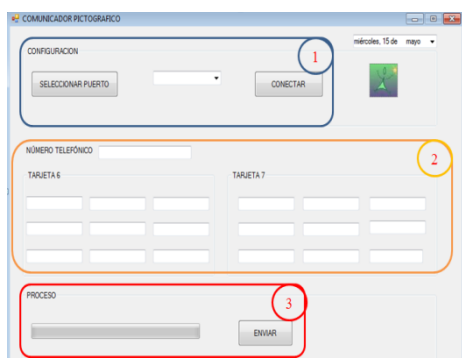 COMUNICADOR PICTOGRAFICO
miércoles, 15 de mayo
CONFIGURACION
1
SELECCIONAR PUERTO
CONECTAR
NÚMERO TELEFÓNICO
2
TARJETA 6
TARJETA 7
PROCESO
3
ENVIAR